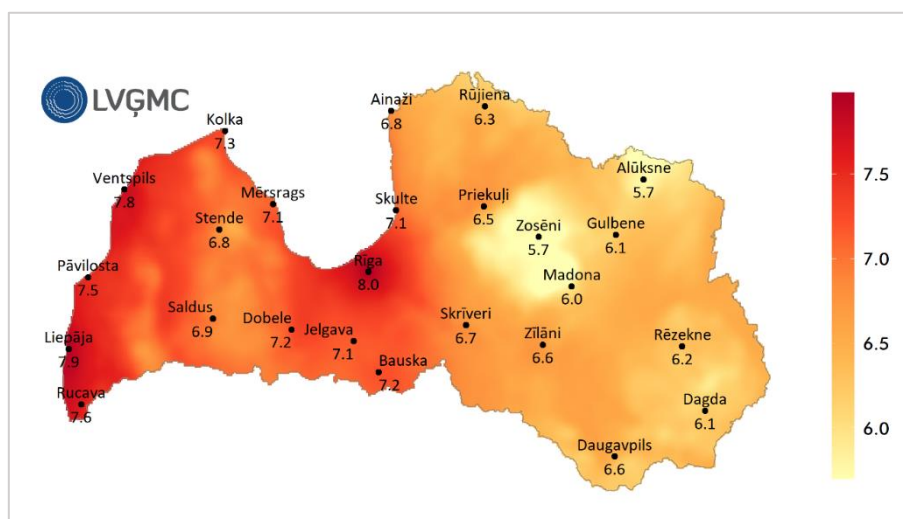 LVĢMC
Kolka
7.3
Ainaži
6.8
Rūjiena
6.3
Ventspils
7.8
Mērsrags
7.1
Stende
6.8
Skulte
7.1
Priekuļi
6.5
Alūksne
5.7
Zosēni
5.7
Gulbene
6.1
Pāvilosta
7.5
Rīga
8.0
Madona
6.0
Saldus
6.9
Dobele
7.2
Jelgava
7.1
Skrīveri
6.7
Zīlāni
6.6
Rēzekne
6.2
Liepāja
7.9
Bauska
7.2
Rucava
7.6
Dagda
6.1
Daugavpils
6.6
7.5
7.0
6.5
6.0